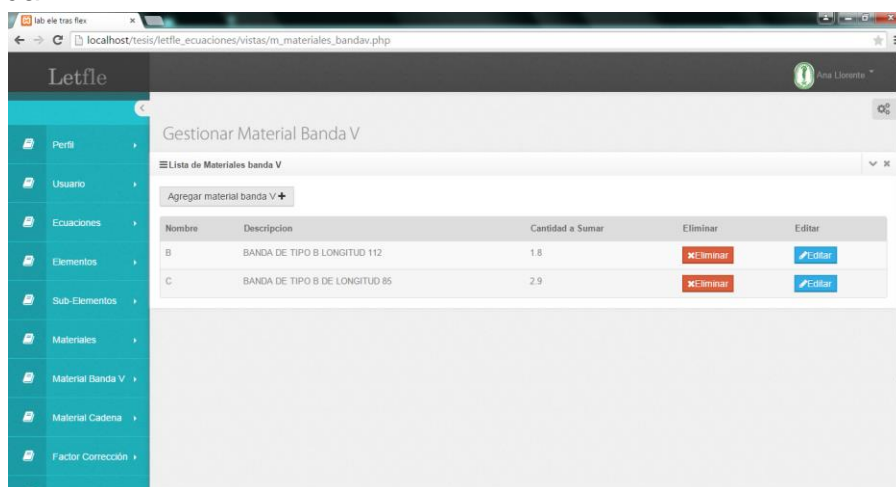 lab ele tras flex
localhost/tesis/letfle_ecuaciones/vistas/m_materiales_bandav.php
Letfle
Ana Llorente
Gestionar Material Banda V
Lista de Materiales banda V
Agregar material banda V
Nombre Descripcion Cantidad a Sumar Eliminar Editar
B BANDA DE TIPO B LONGITUD 112 1.8 Eliminar Editar
C BANDA DE TIPO B DE LONGITUD 85 2.9 Eliminar Editar
Perfil
Usuario
Ecuaciones
Elementos
Sub-Elementos
Materiales
Material Banda V
Material Cadena
Factor Corrección